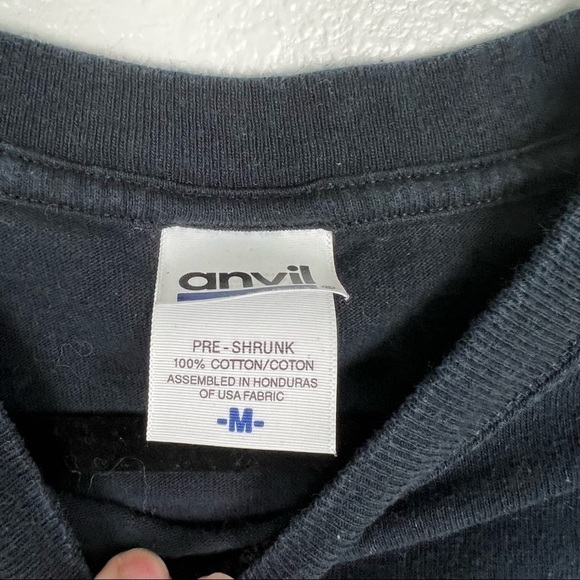 anvil
PRE-SHRUNK
100% COTTON/COTON
ASSEMBLED IN HONDURAS
OF USA FABRIC
-M-